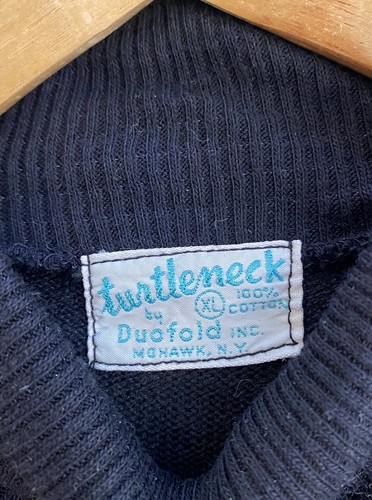 turtleneck
by XL 100% COTTON
Duofold INC.
MOHAWK, N.Y.